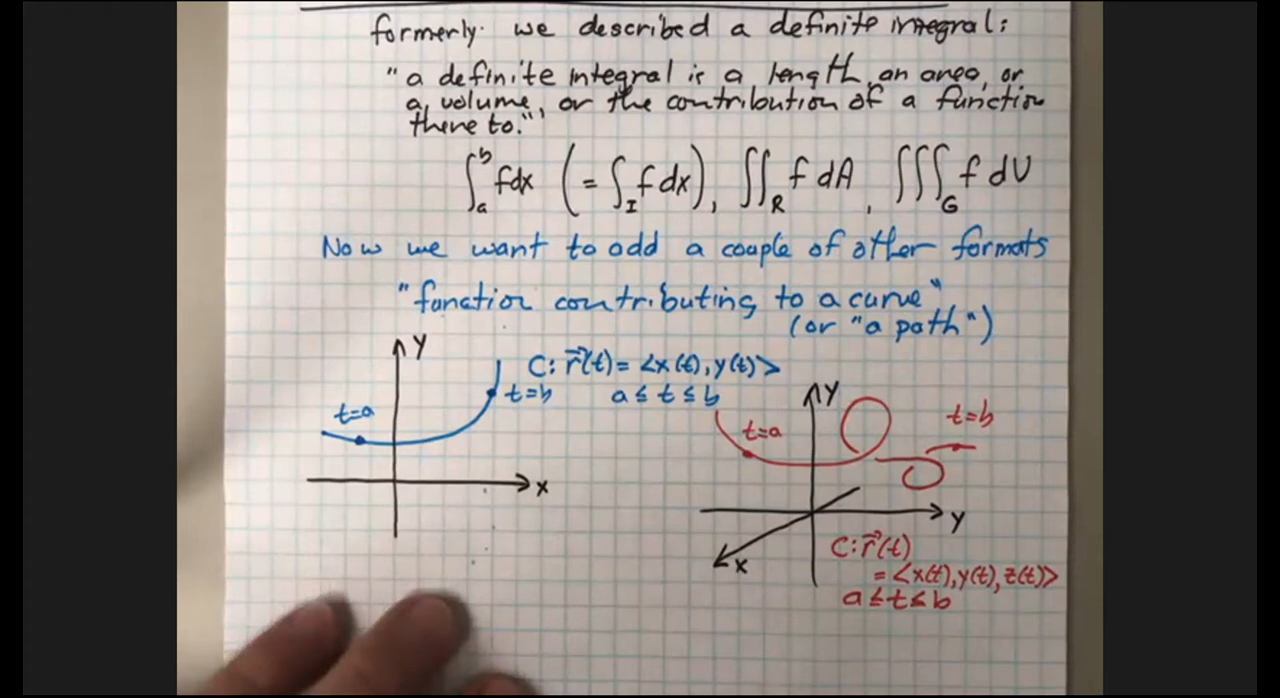 formerly we described a definite integral:
"a definite integral is a length, an area, or
a volume, or the contribution of a function
there to."
∫_a^b fdx (= ∫_I f dx), ∬_R f dA, ∭_G f dV
Now we want to add a couple of other formats
"function contributing to a curve"
(or "a path")
y
C: r⃗(t) = <x(t), y(t)>
a ≤ t ≤ b
t=b
t=a
x
y
t=a
t=b
y
x
C: r⃗(t)
= <x(t), y(t), z(t)>
a ≤ t ≤ b